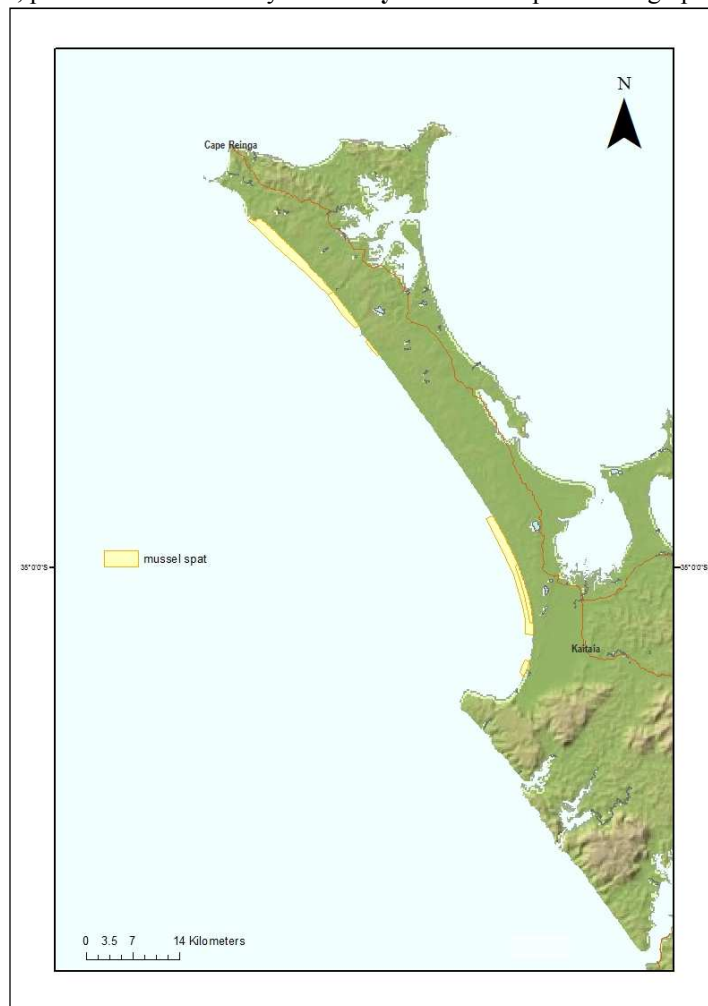 N
Cape Reinga
mussel spat
35°0'0"S
35°0'0"S
Kaitaia
0 3.5 7 14 Kilometers